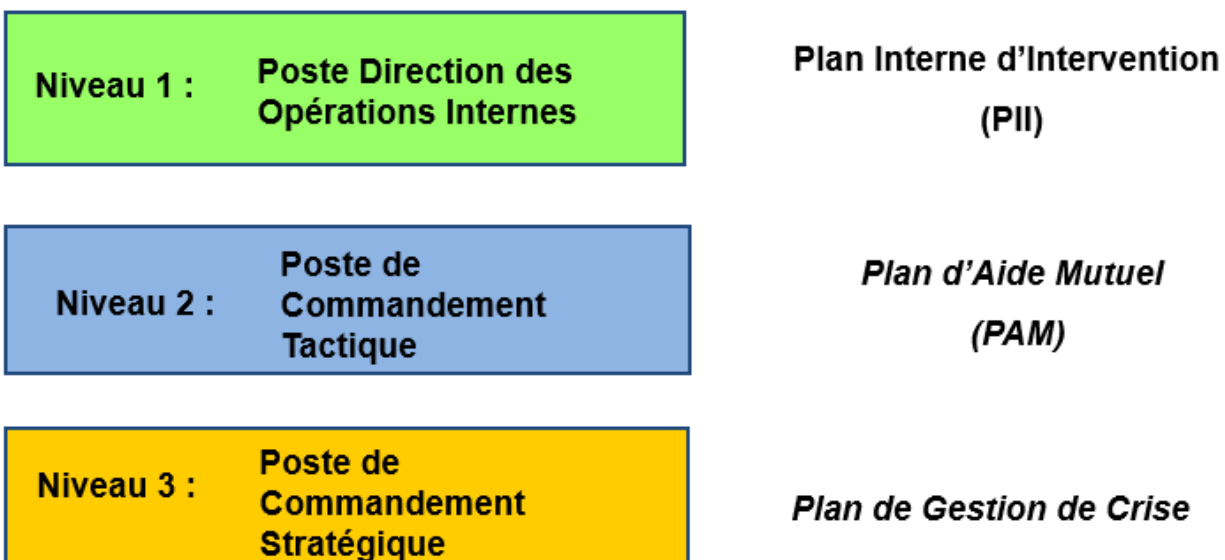 Niveau 1 :
Poste Direction des
Opérations Internes
Plan Interne d’Intervention
(PII)
Niveau 2 :
Poste de
Commandement
Tactique
Plan d’Aide Mutuel
(PAM)
Niveau 3 :
Poste de
Commandement
Stratégique
Plan de Gestion de Crise